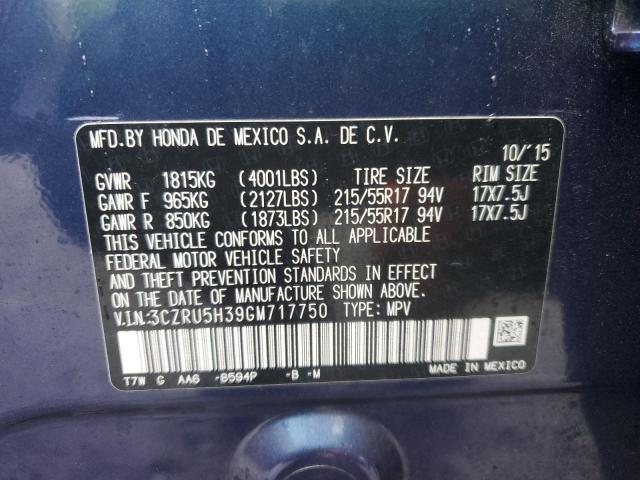 MFD.BY HONDA DE MEXICO S.A. DE C.V.
10/'15
GVWR 1815KG (4001LBS) TIRE SIZE RIM SIZE
GAWR F 965KG (2127LBS) 215/55R17 94V 17X7.5J
GAWR R 850KG (1873LBS) 215/55R17 94V 17X7.5J
THIS VEHICLE CONFORMS TO ALL APPLICABLE
FEDERAL MOTOR VEHICLE SAFETY
AND THEFT PREVENTION STANDARDS IN EFFECT
ON THE DATE OF MANUFACTURE SHOWN ABOVE.
V.I.N:3CZRU5H39GM717750 TYPE: MPV
T7W G AA6 -B594P -B -M
MADE IN MEXICO